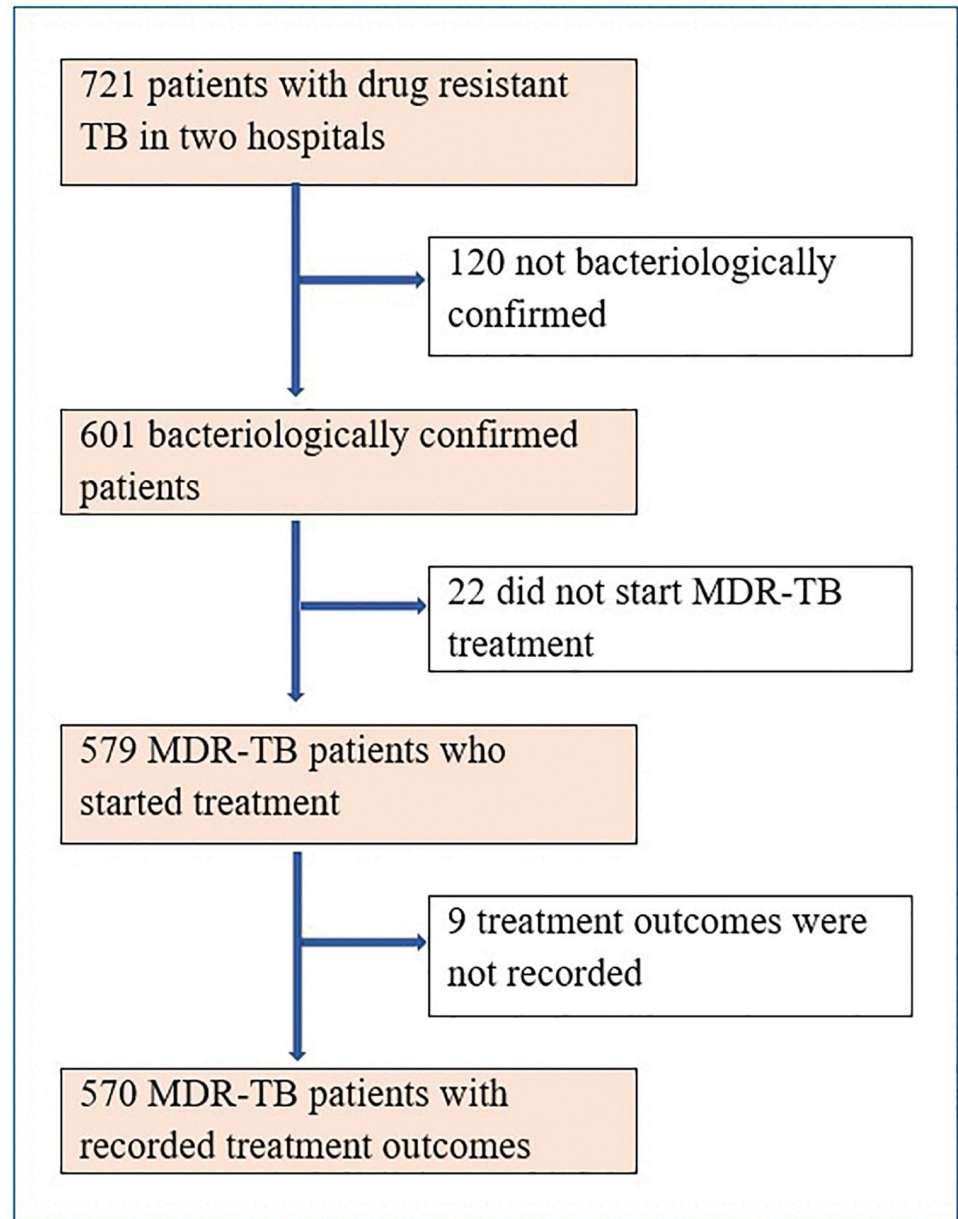 721 patients with drug resistant
TB in two hospitals
120 not bacteriologically
confirmed
601 bacteriologically confirmed
patients
22 did not start MDR-TB
treatment
579 MDR-TB patients who
started treatment
9 treatment outcomes were
not recorded
570 MDR-TB patients with
recorded treatment outcomes